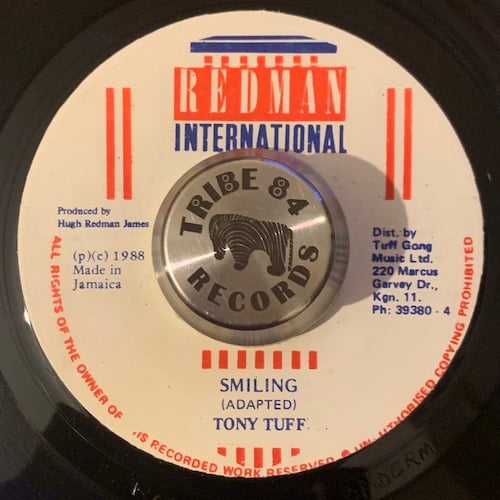 REDMAN
INTERNATIONAL
TRIBE 84
RECORDS
Produced by
Hugh Redman James
(p)(c) 1988
Made in
Jamaica
Dist. by
Tuff Gong
Music Ltd.
220 Marcus
Garvey Dr.,
Kgn. 11.
Ph: 39380 - 4
SMILING
(ADAPTED)
TONY TUFF
ALL RIGHTS OF THE OWNER OF
IS RECORDED WORK RESERVED UNAUTHORISED COPYING PROHIBITED